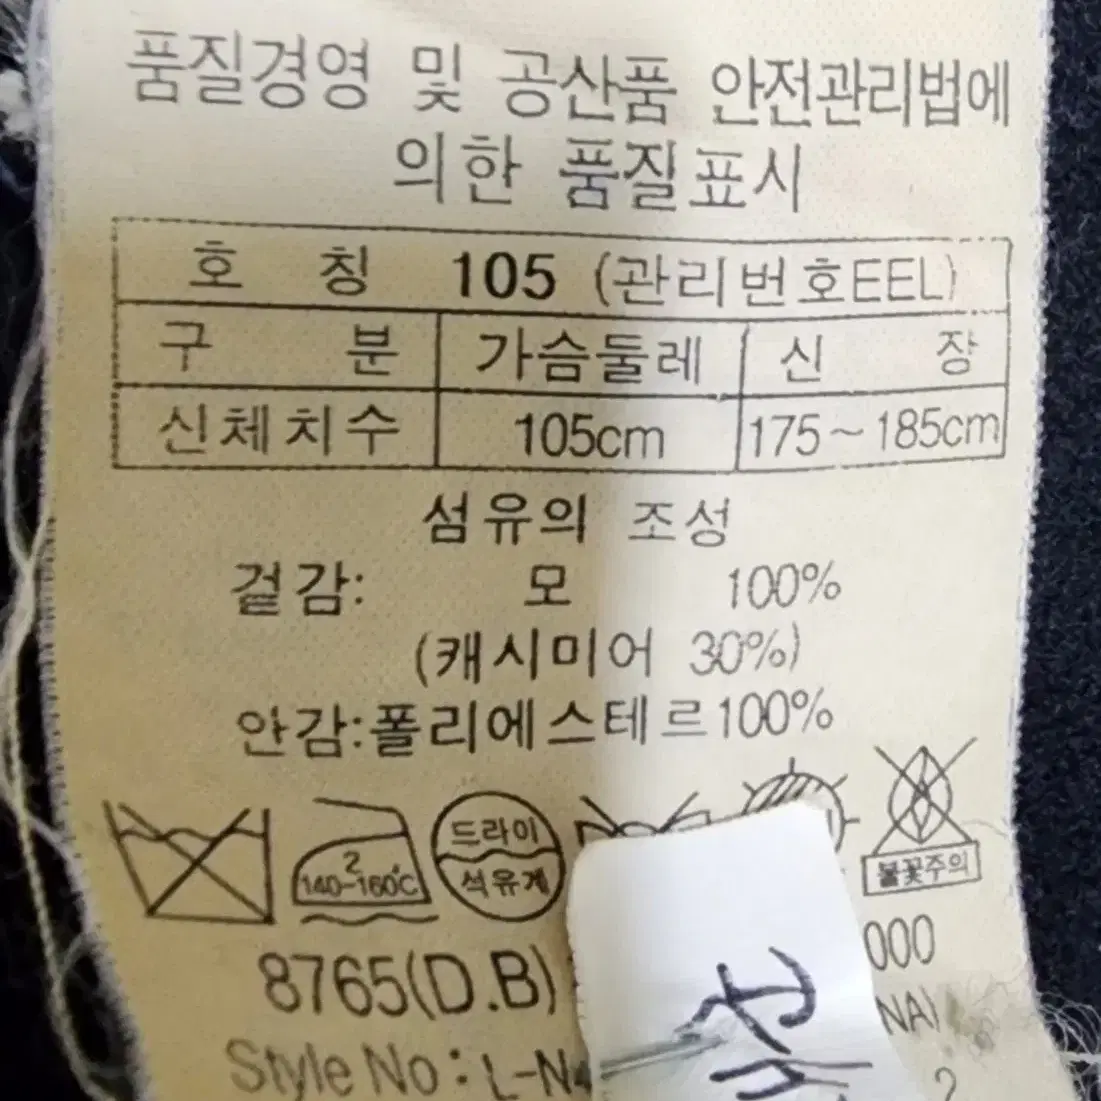 품질경영 및 공산품 안전관리법에
의한 품질표시
호 칭 105 (관리번호EEL)
구 분 가슴둘레 신 장
신체치수 105cm 175~185cm
섬유의 조성
겉감: 모 100%
(캐시미어 30%)
안감:폴리에스테르100%
2
140-160℃
드라이
석유계
불꽃주의
8765(D.B) 000
NA)
Style No : L-N